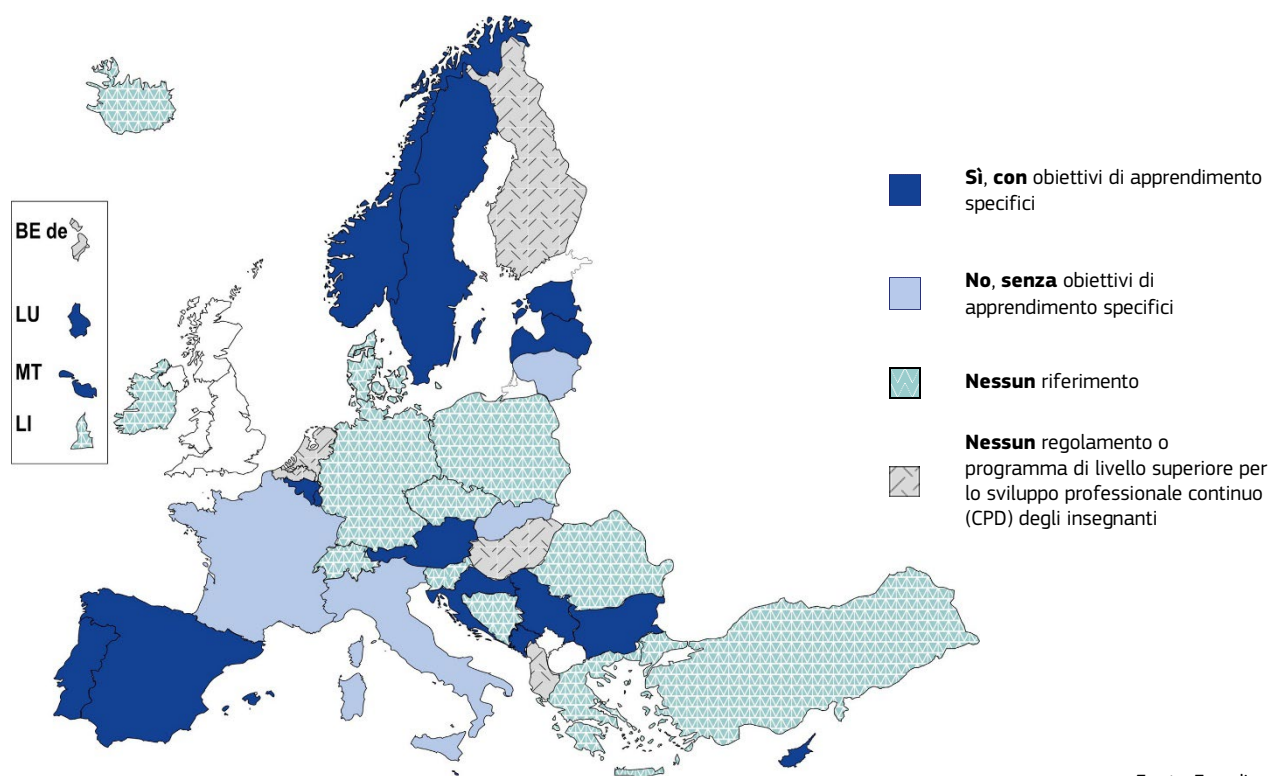 BE de
LU
MT
LI
Sì, con obiettivi di apprendimento
specifici
No, senza obiettivi di
apprendimento specifici
Nessun riferimento
Nessun regolamento o
programma di livello superiore per
lo sviluppo professionale continuo
(CPD) degli insegnanti